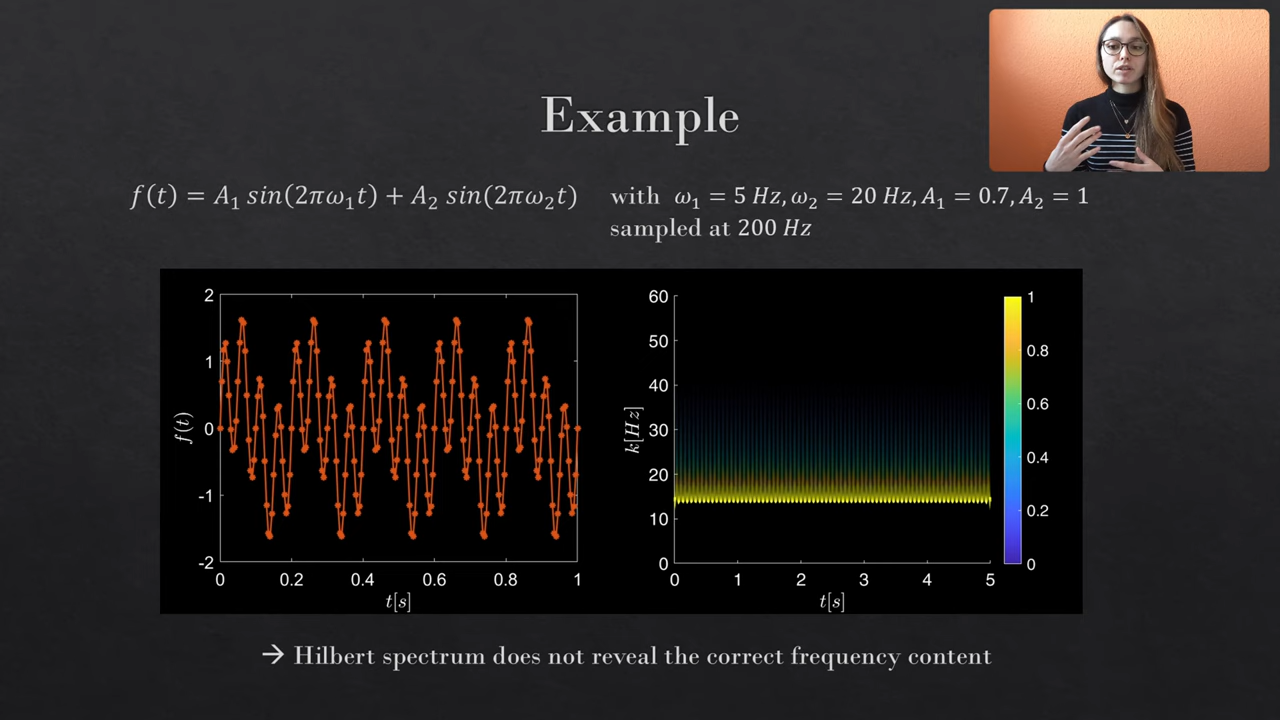 Example
f(t) = A₁ sin(2πω₁t) + A₂ sin(2πω₂t) with ω₁ = 5 Hz, ω₂ = 20 Hz, A₁ = 0.7, A₂ = 1
sampled at 200 Hz
2
1
0
-1
-2
f(t)
0 0.2 0.4 0.6 0.8 1
t[s]
60
50
40
30
20
10
0
k[Hz]
0 1 2 3 4 5
t[s]
1
0.8
0.6
0.4
0.2
0
→ Hilbert spectrum does not reveal the correct frequency content